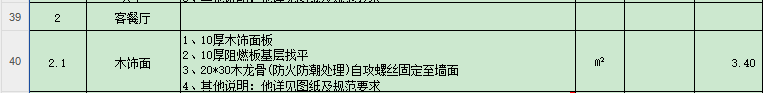 39 2 客餐厅
40 2.1 木饰面 1、10厚木饰面板 m² 3.40
2、10厚阻燃板基层找平
3、20*30木龙骨(防火防潮处理)自攻螺丝固定至墙面
4、其他说明：他详见图纸及规范要求